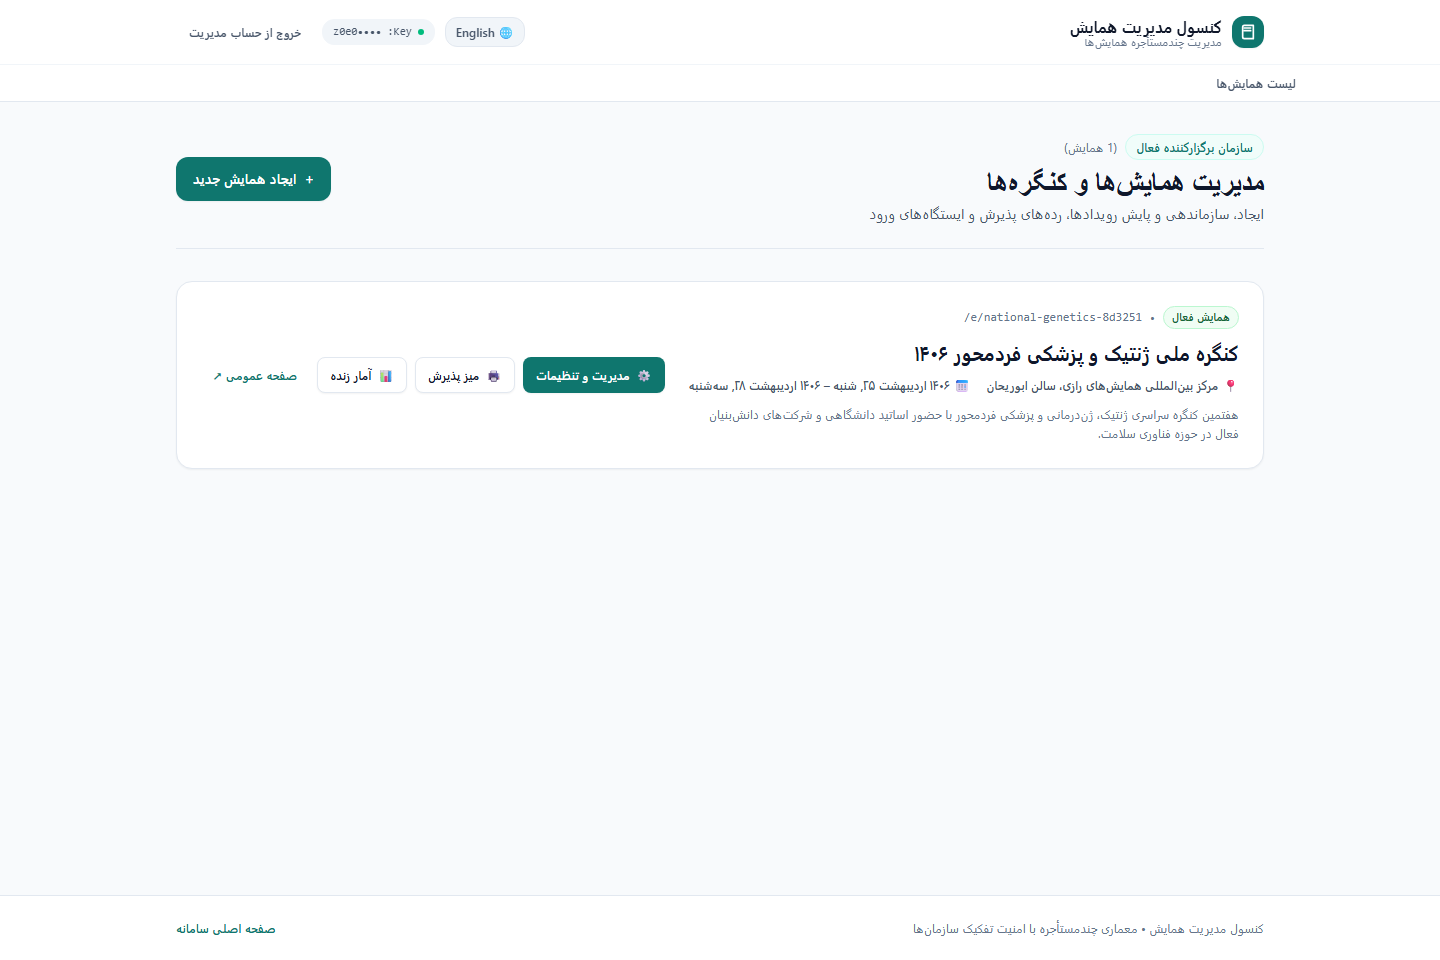 کنسول مدیریت همایش
مدیریت چندمستأجره همایش‌ها
English
Key: ••••z0e0
خروج از حساب مدیریت
لیست همایش‌ها
سازمان برگزارکننده فعال (1 همایش)
مدیریت همایش‌ها و کنگره‌ها
ایجاد، سازماندهی و پایش رویدادها، رده‌های پذیرش و ایستگاه‌های ورود
+ ایجاد همایش جدید
همایش فعال • /e/national-genetics-8d3251
کنگره ملی ژنتیک و پزشکی فردمحور ۱۴۰۶
مرکز بین‌المللی همایش‌های رازی، سالن ابوریحان
۱۴۰۶ اردیبهشت ۲۵, شنبه – ۱۴۰۶ اردیبهشت ۲۸, سه‌شنبه
هفتمین کنگره سراسری ژنتیک، ژن‌درمانی و پزشکی فردمحور با حضور اساتید دانشگاهی و شرکت‌های دانش‌بنیان
فعال در حوزه فناوری سلامت.
مدیریت و تنظیمات
میز پذیرش
آمار زنده
صفحه عمومی ↗
کنسول مدیریت همایش • معماری چندمستأجره با امنیت تفکیک سازمان‌ها
صفحه اصلی سامانه